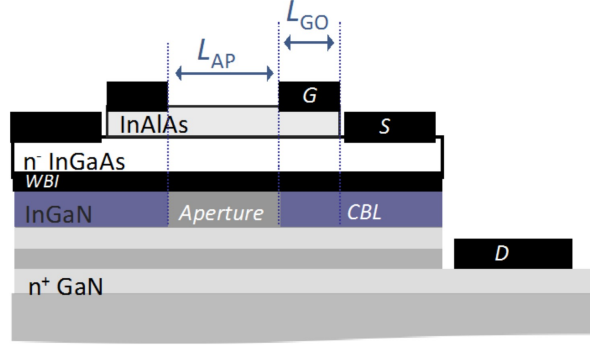 L_GO
L_AP
G
InAlAs
S
n⁻ InGaAs
WBI
InGaN Aperture CBL
D
n⁺ GaN